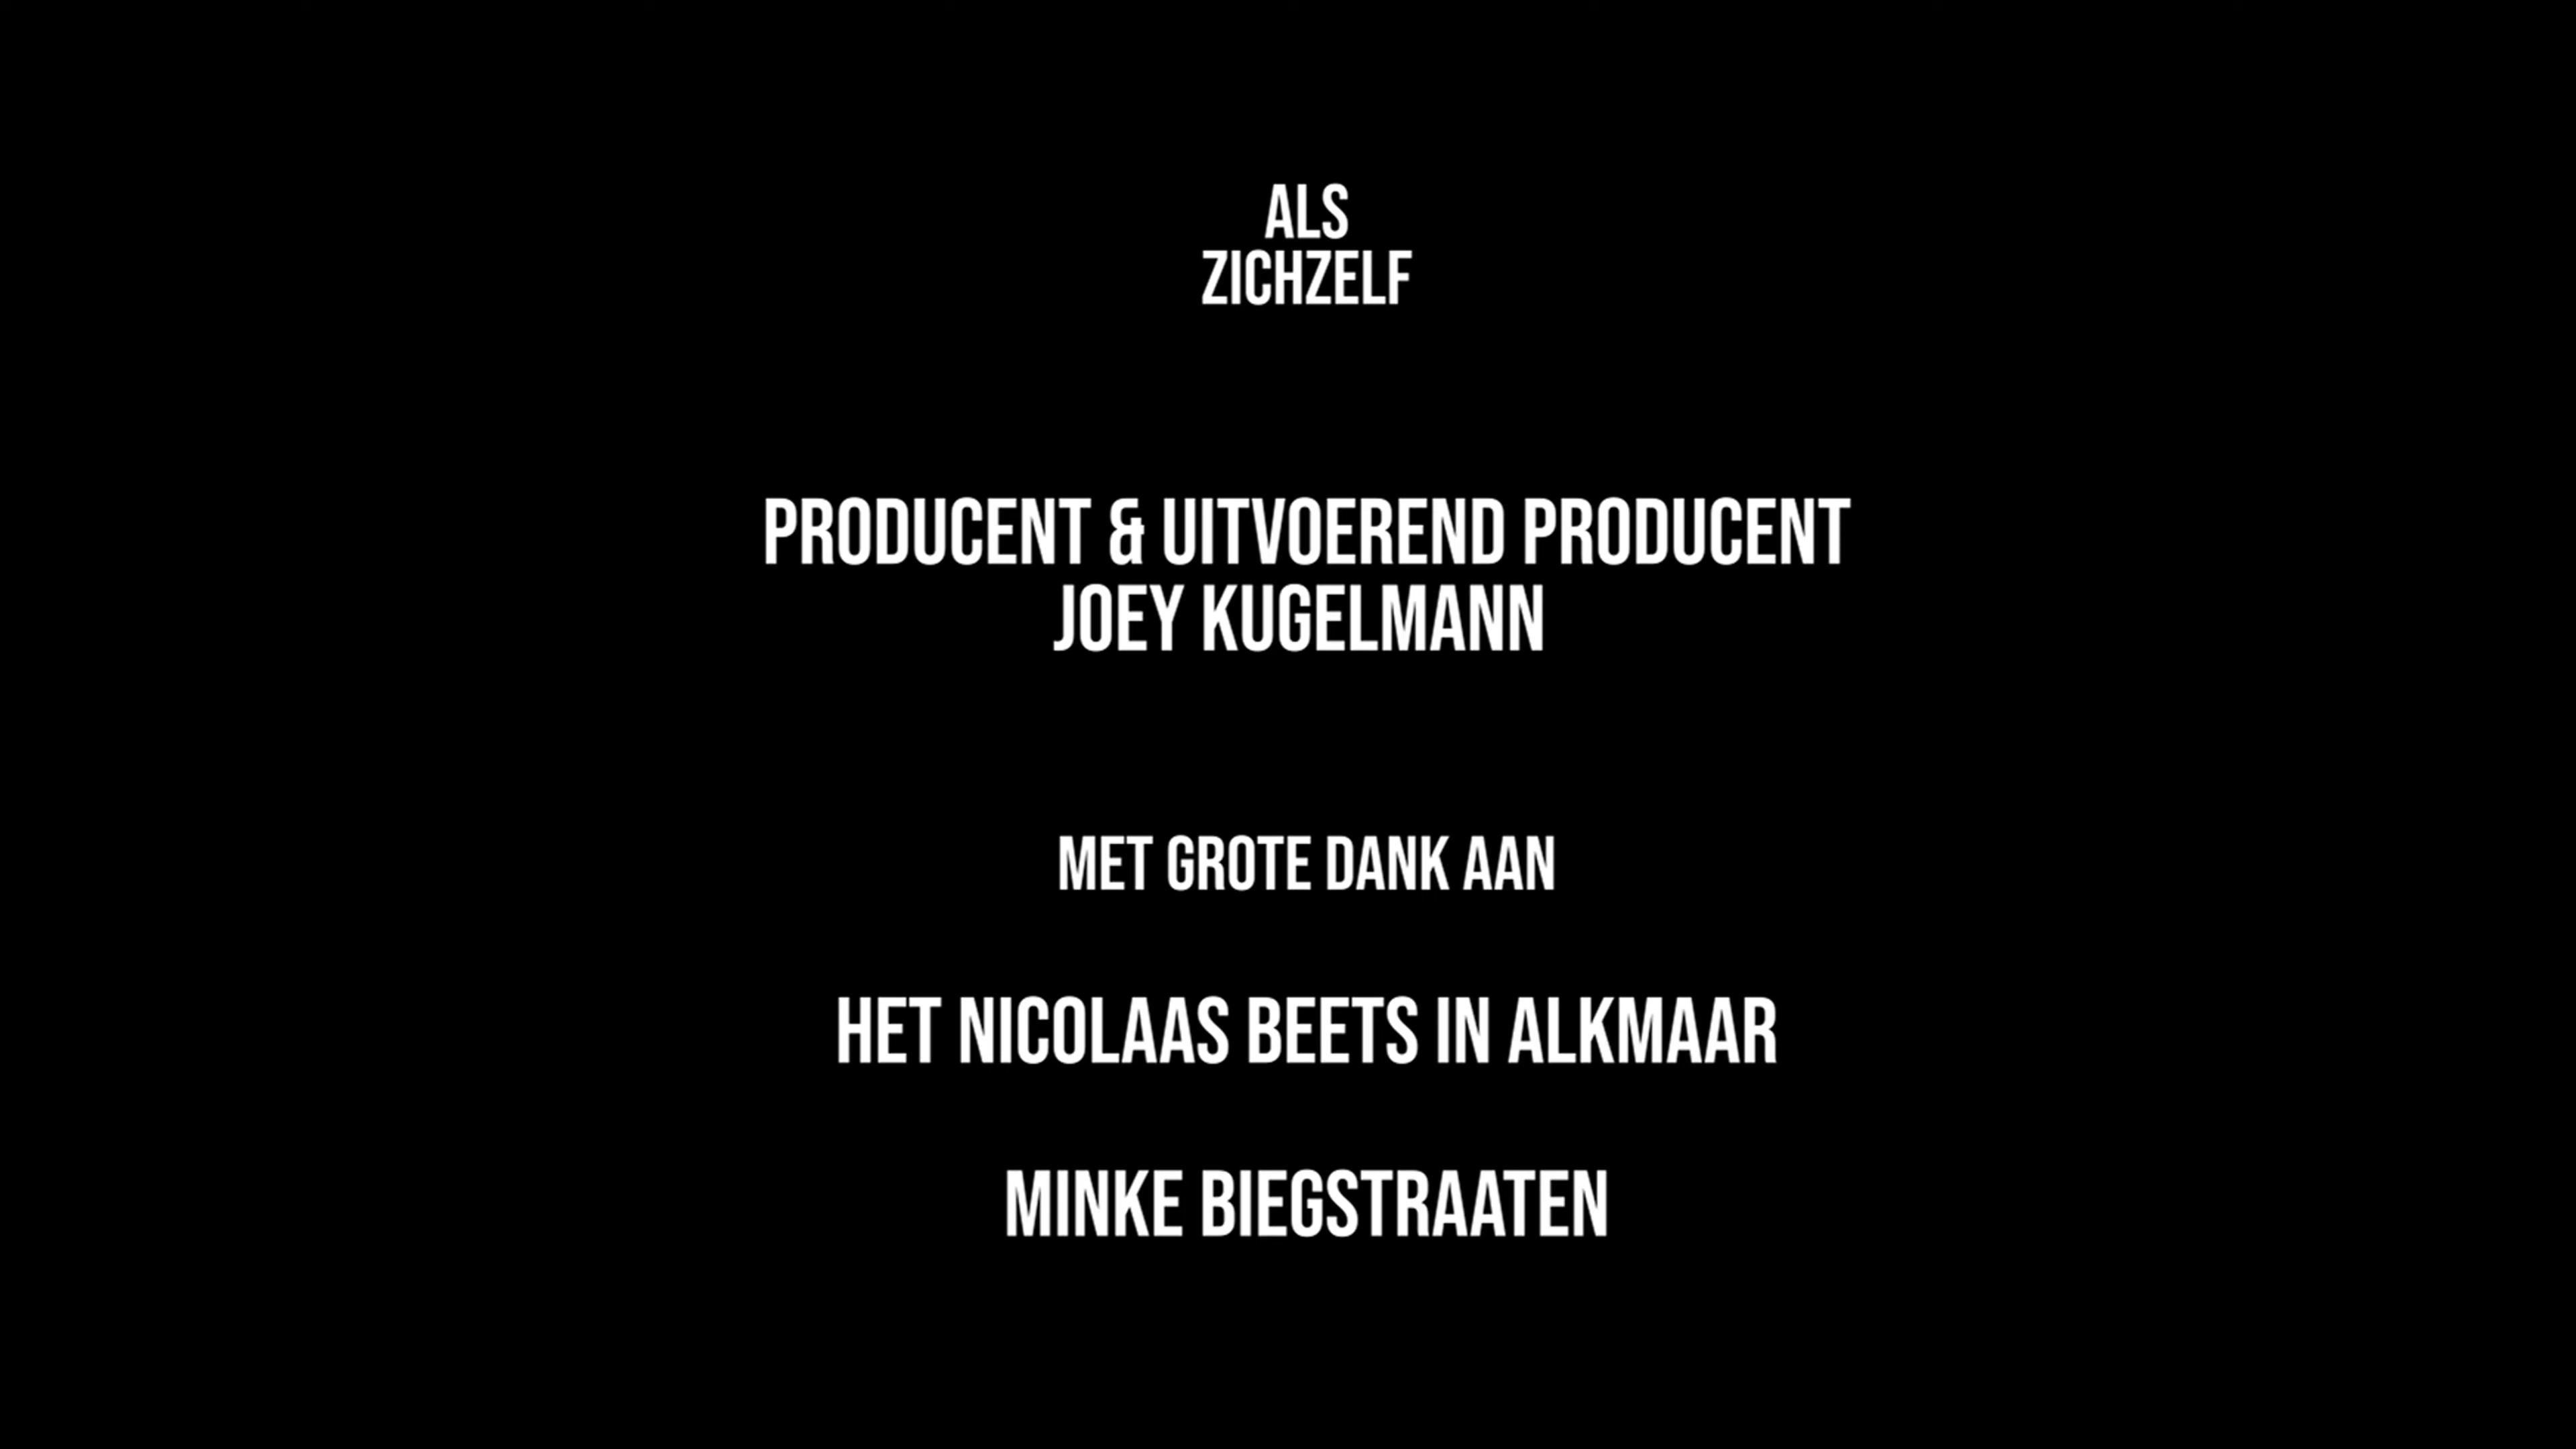 ALS
ZICHZELF
PRODUCENT & UITVOEREND PRODUCENT
JOEY KUGELMANN
MET GROTE DANK AAN
HET NICOLAAS BEETS IN ALKMAAR
MINKE BIEGSTRAATEN